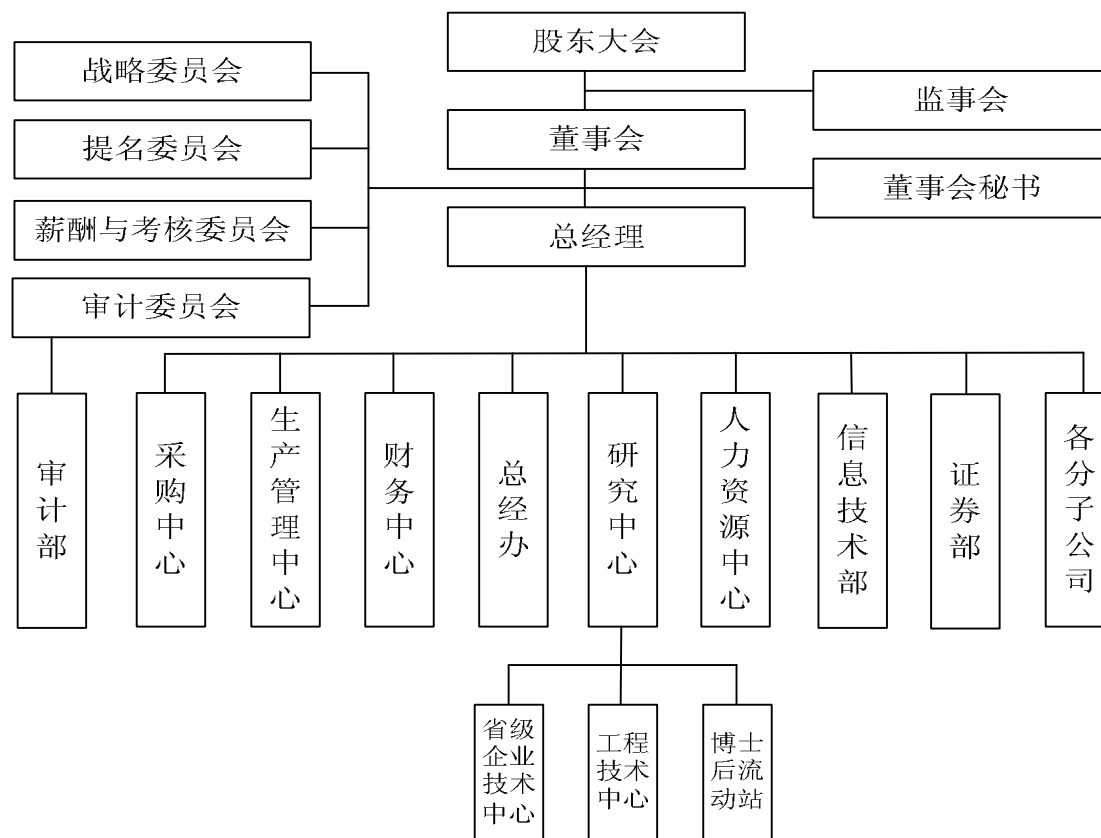 股东大会
战略委员会
监事会
提名委员会
董事会
董事会秘书
薪酬与考核委员会
总经理
审计委员会
审计部
采购中心
生产管理中心
财务中心
总经办
研究中心
人力资源中心
信息技术部
证券部
各分子公司
省级
企业
技术
中心
工程
技术
中心
博士
后流
动站